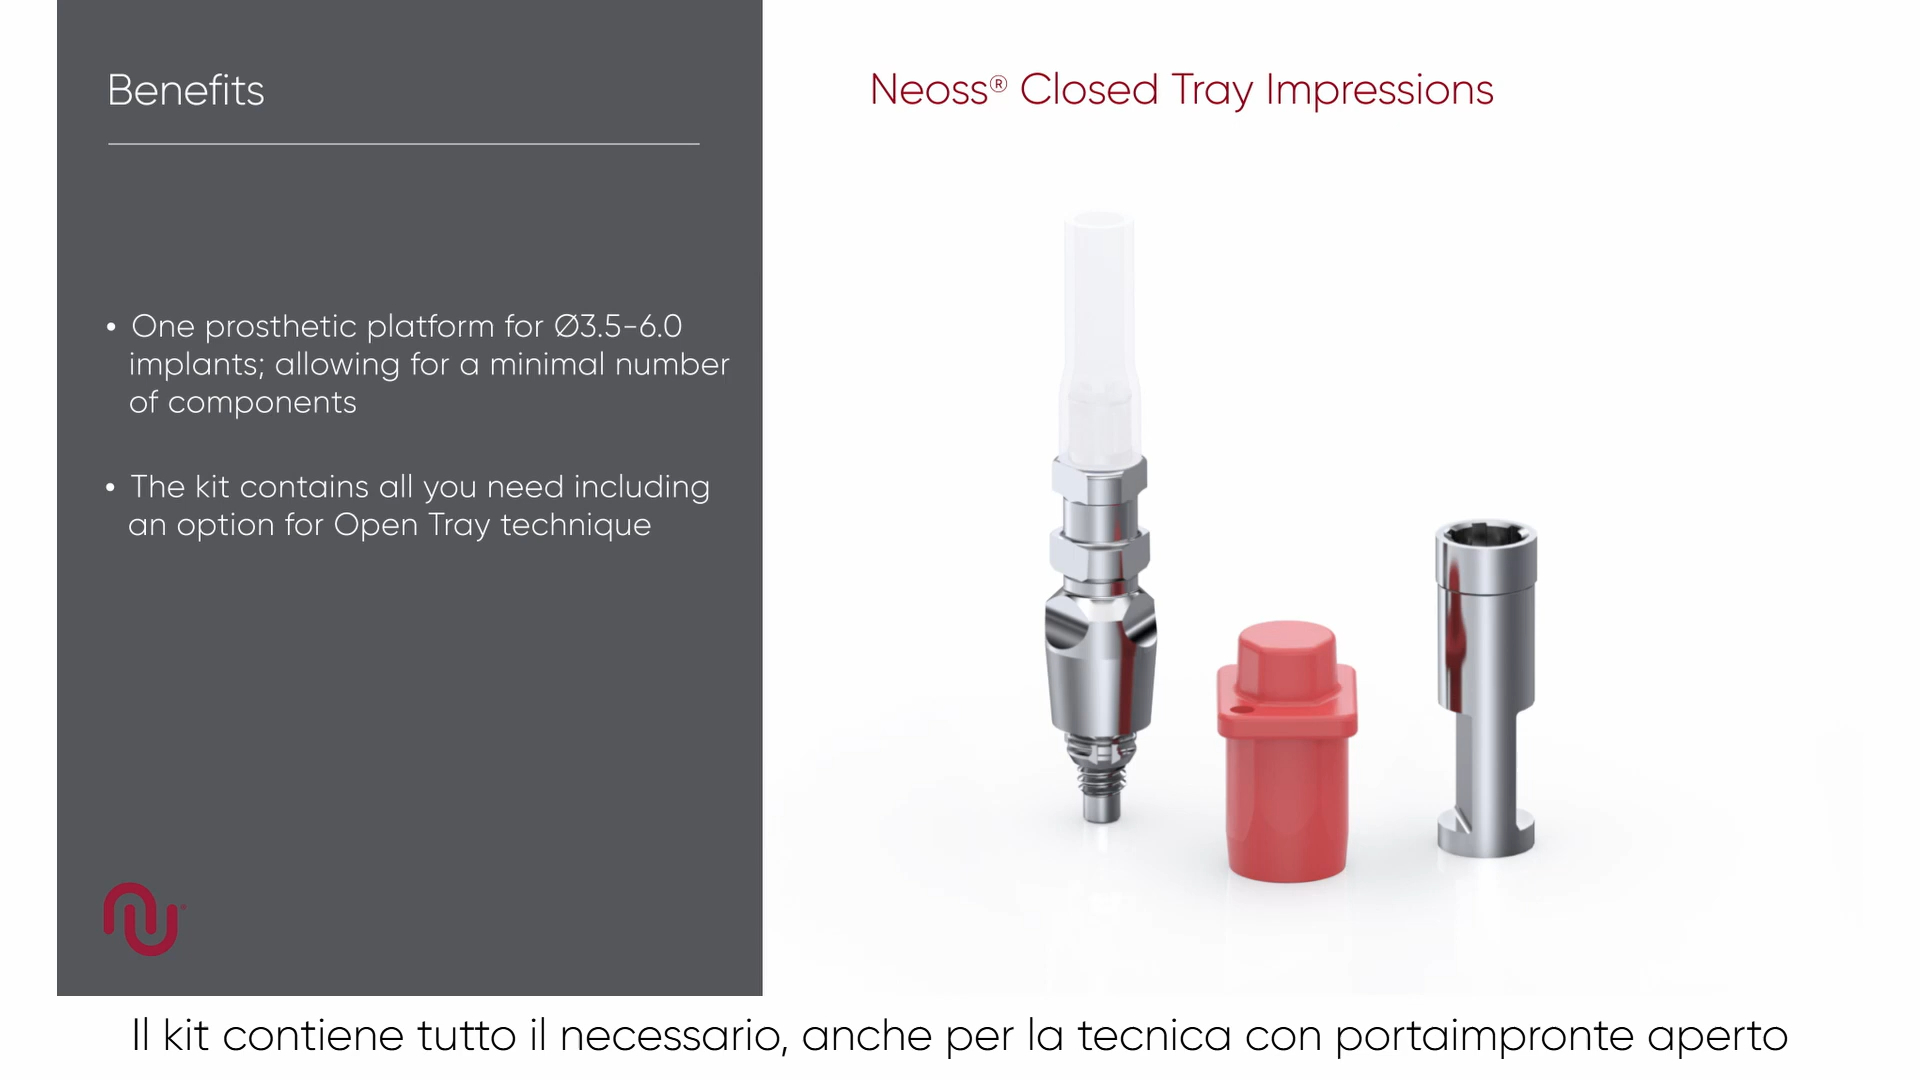 Benefits
Neoss® Closed Tray Impressions
• One prosthetic platform for Ø3.5-6.0
implants; allowing for a minimal number
of components
• The kit contains all you need including
an option for Open Tray technique
Il kit contiene tutto il necessario, anche per la tecnica con portaimpronte aperto